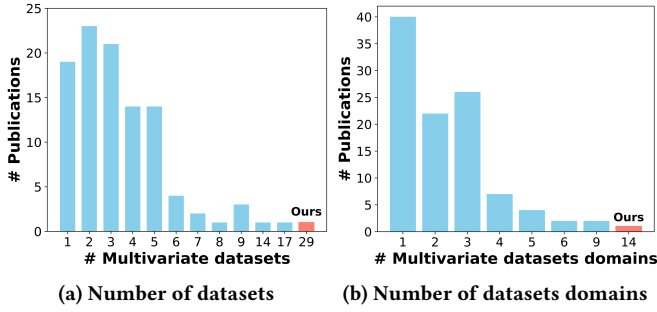 25
20
15
10
5
0
# Publications
Ours
1 2 3 4 5 6 7 8 9 14 17 29
# Multivariate datasets
(a) Number of datasets
40
35
30
25
20
15
10
5
0
# Publications
Ours
1 2 3 4 5 6 9 14
# Multivariate datasets domains
(b) Number of datasets domains